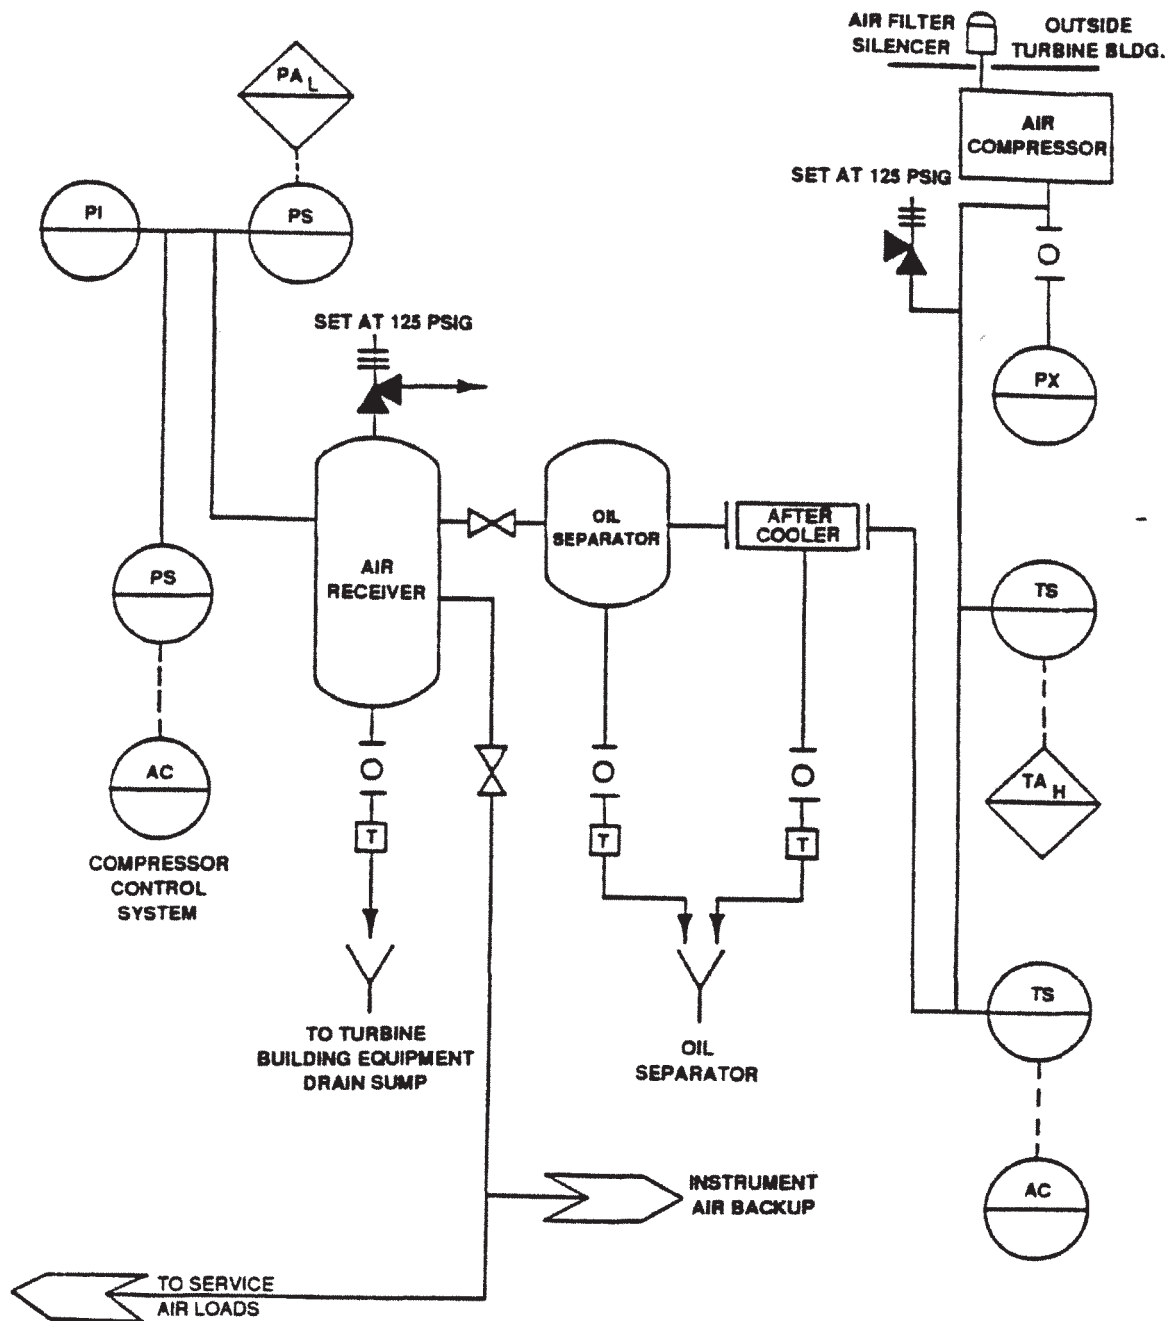 AIR FILTER
SILENCER
OUTSIDE
TURBINE BLDG.
PA L
AIR
COMPRESSOR
SET AT 125 PSIG
PI
PS
O
SET AT 125 PSIG
PX
AIR
RECEIVER
OIL
SEPARATOR
AFTER
COOLER
PS
TS
AC
O
O
O
TA H
T
T
T
COMPRESSOR
CONTROL
SYSTEM
TS
TO TURBINE
BUILDING EQUIPMENT
DRAIN SUMP
OIL
SEPARATOR
AC
INSTRUMENT
AIR BACKUP
TO SERVICE
AIR LOADS